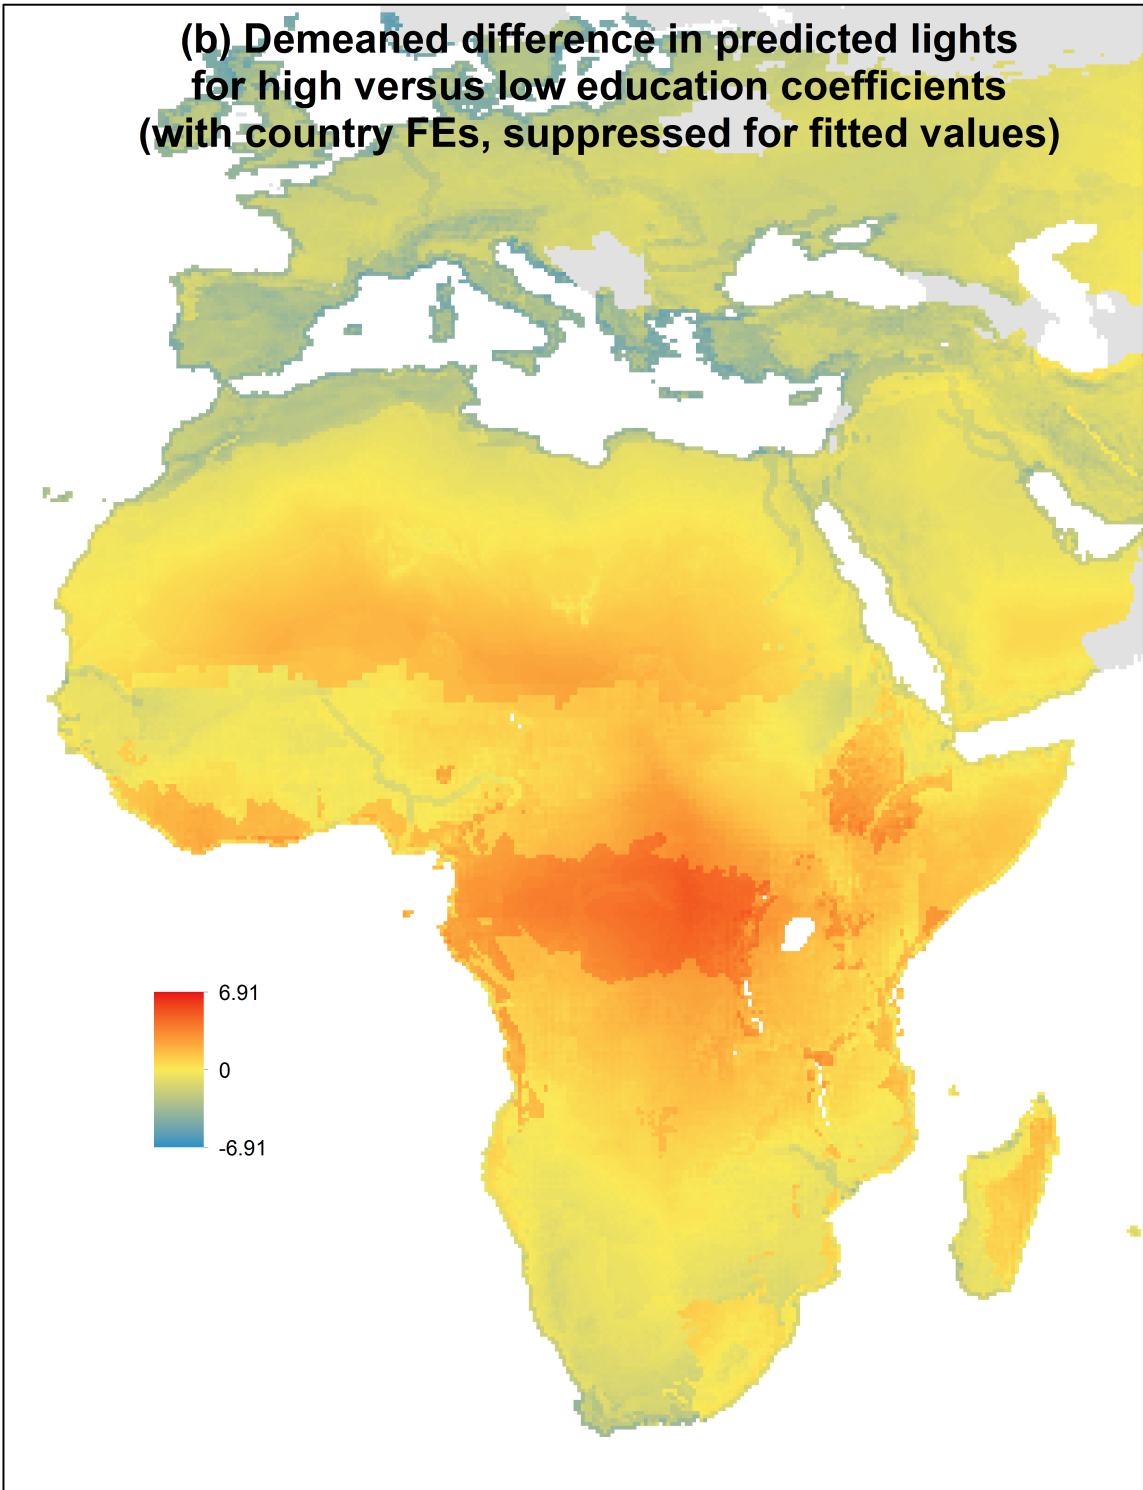 (b) Demeaned difference in predicted lights
for high versus low education coefficients
(with country FEs, suppressed for fitted values)
6.91
0
-6.91